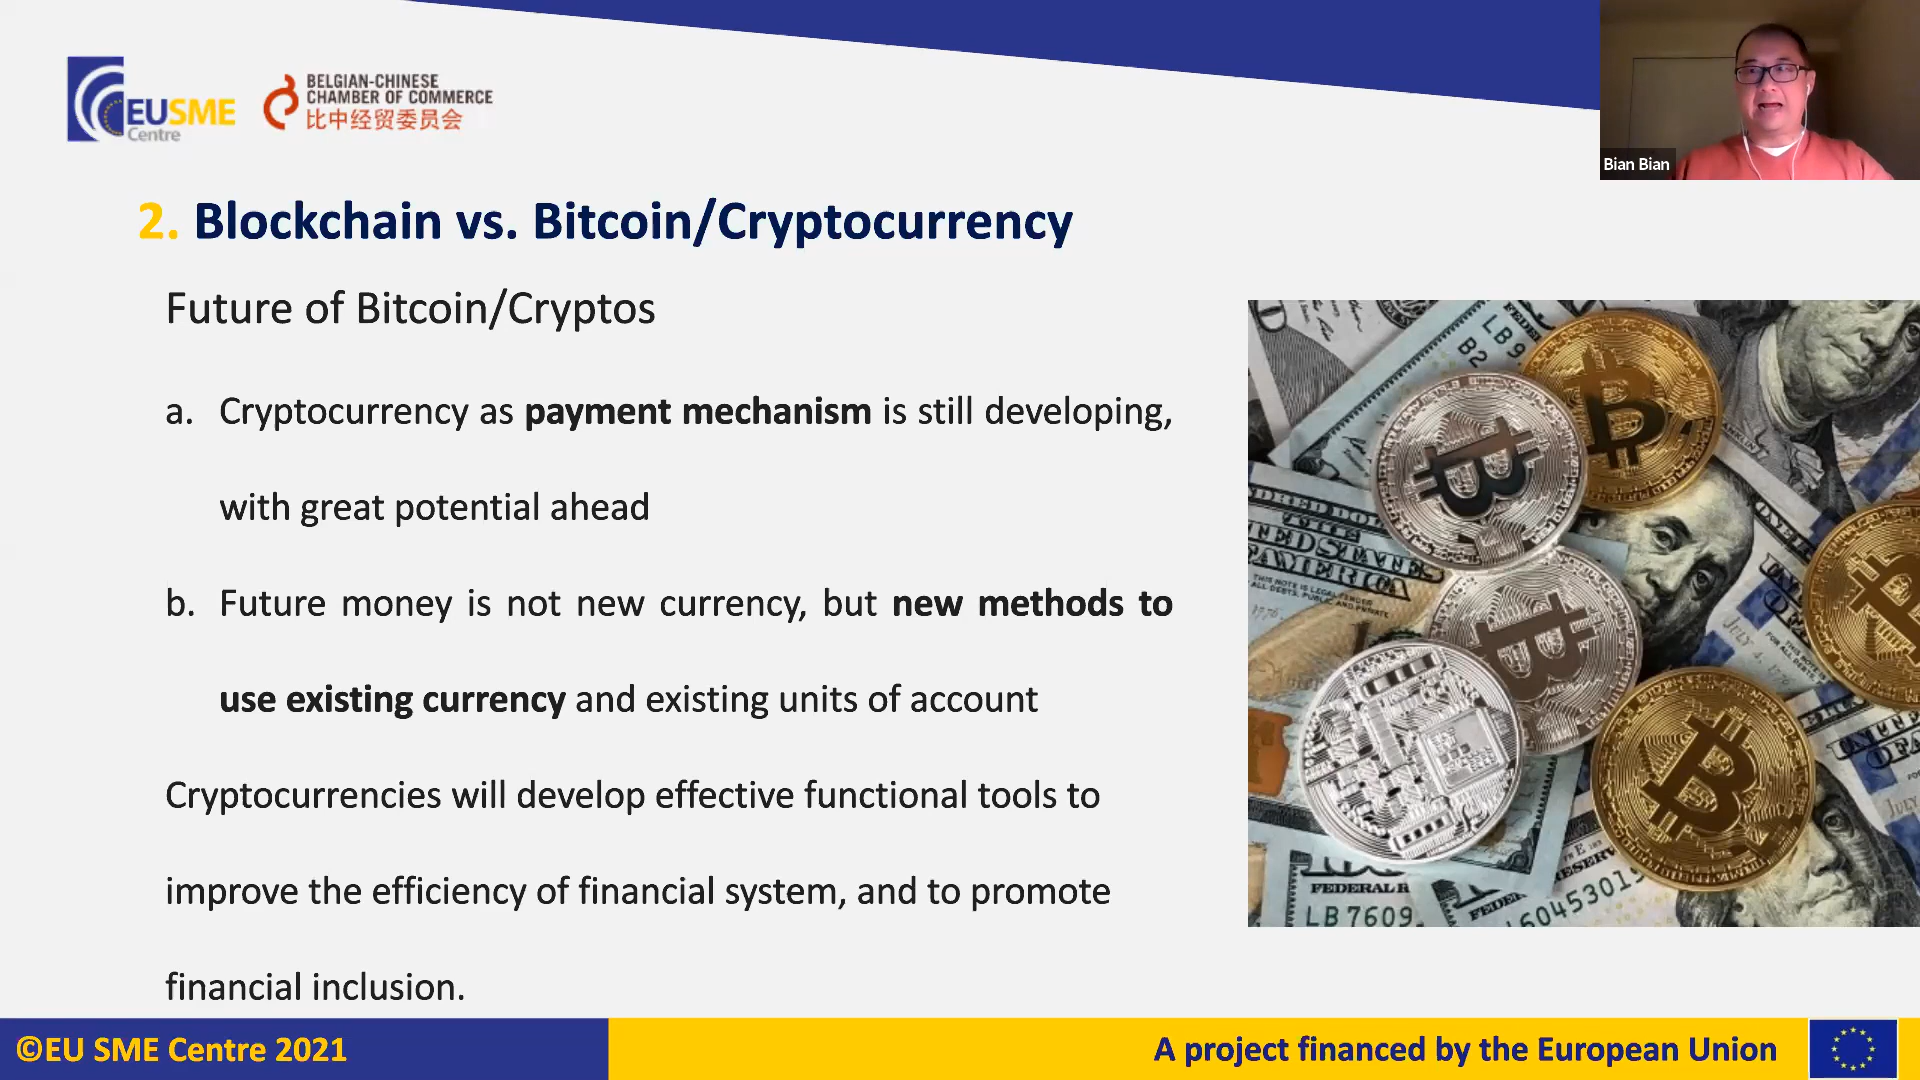 EUSME
Centre
BELGIAN-CHINESE
CHAMBER OF COMMERCE
比中经贸委员会
Bian Bian
2. Blockchain vs. Bitcoin/Cryptocurrency
Future of Bitcoin/Cryptos
a. Cryptocurrency as payment mechanism is still developing,
with great potential ahead
b. Future money is not new currency, but new methods to
use existing currency and existing units of account
Cryptocurrencies will develop effective functional tools to
improve the efficiency of financial system, and to promote
financial inclusion.
FEDERAL R
LB 7609
©EU SME Centre 2021
A project financed by the European Union